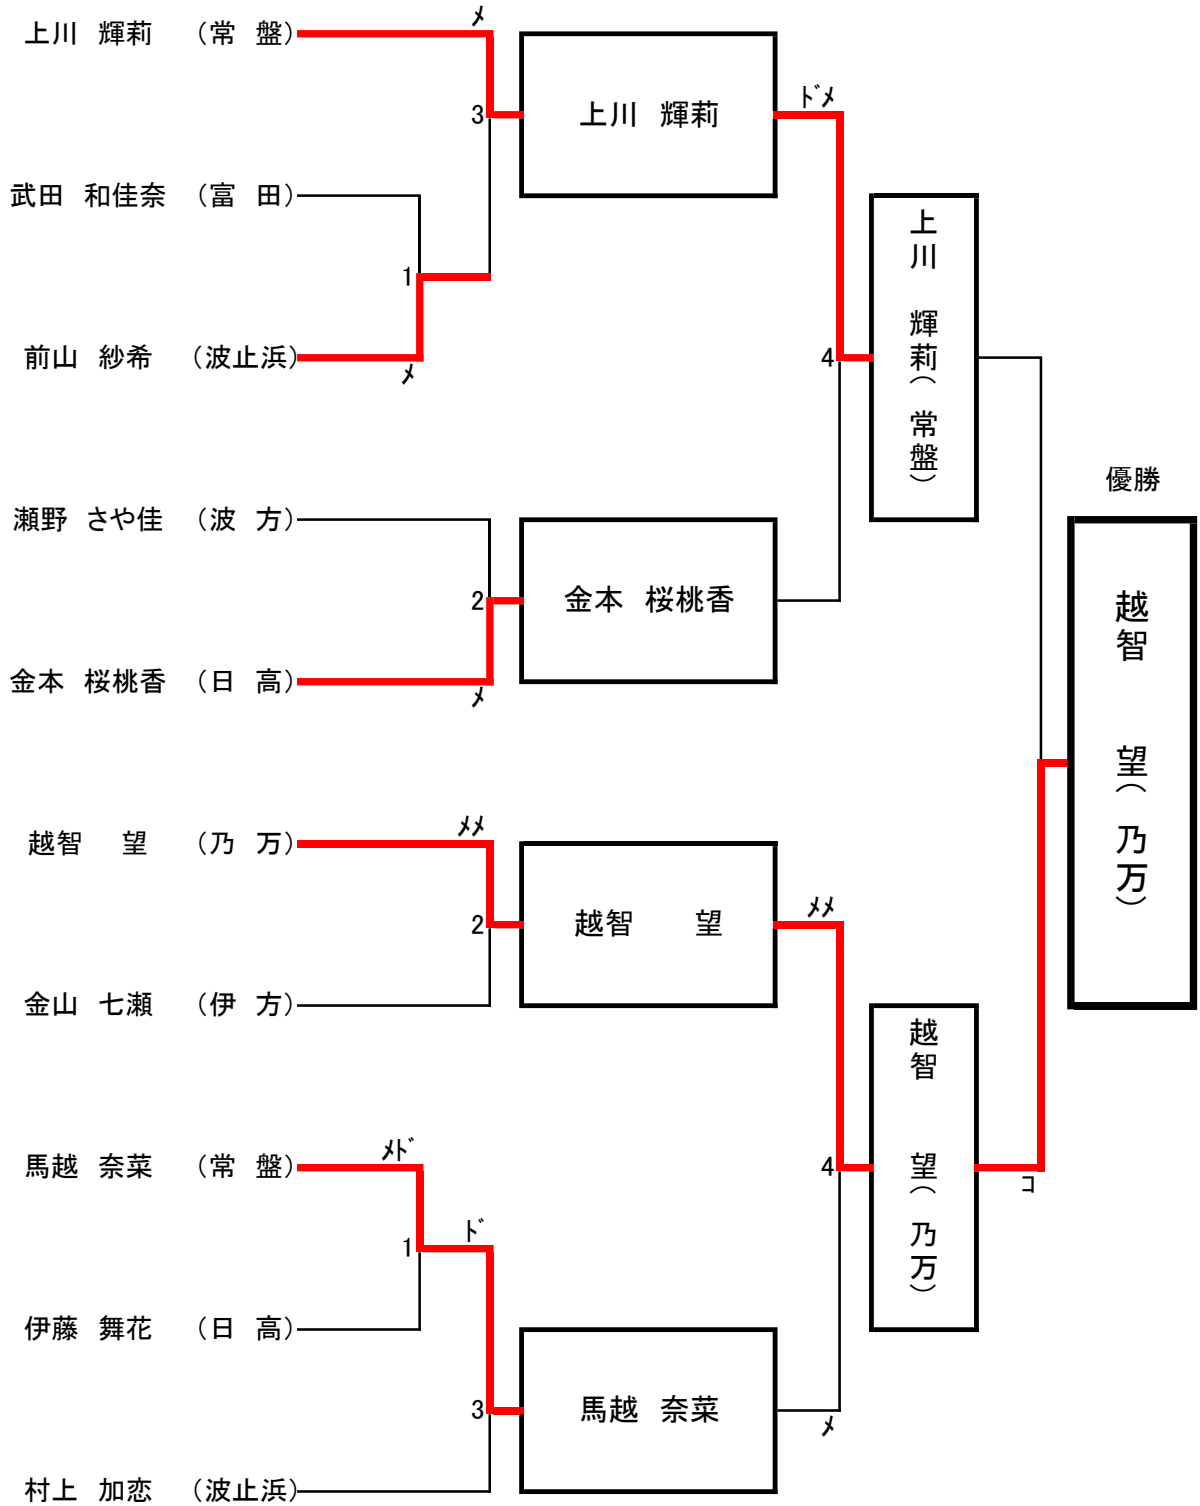 上川 輝莉 （常 盤）
メ
3
上川 輝莉
ドメ
武田 和佳奈 （富 田）
1
前山 紗希 （波止浜）
メ
4
上川 輝莉（常盤）
瀬野 さや佳 （波 方）
2
金本 桜桃香
金本 桜桃香 （日 高）
メ
優勝
越智 望（乃万）
越智 望 （乃 万）
メメ
2
越智 望
メメ
金山 七瀬 （伊 方）
馬越 奈菜 （常 盤）
メド
1
ド
4
越智 望（乃万）
コ
伊藤 舞花 （日 高）
3
馬越 奈菜
メ
村上 加恋 （波止浜）